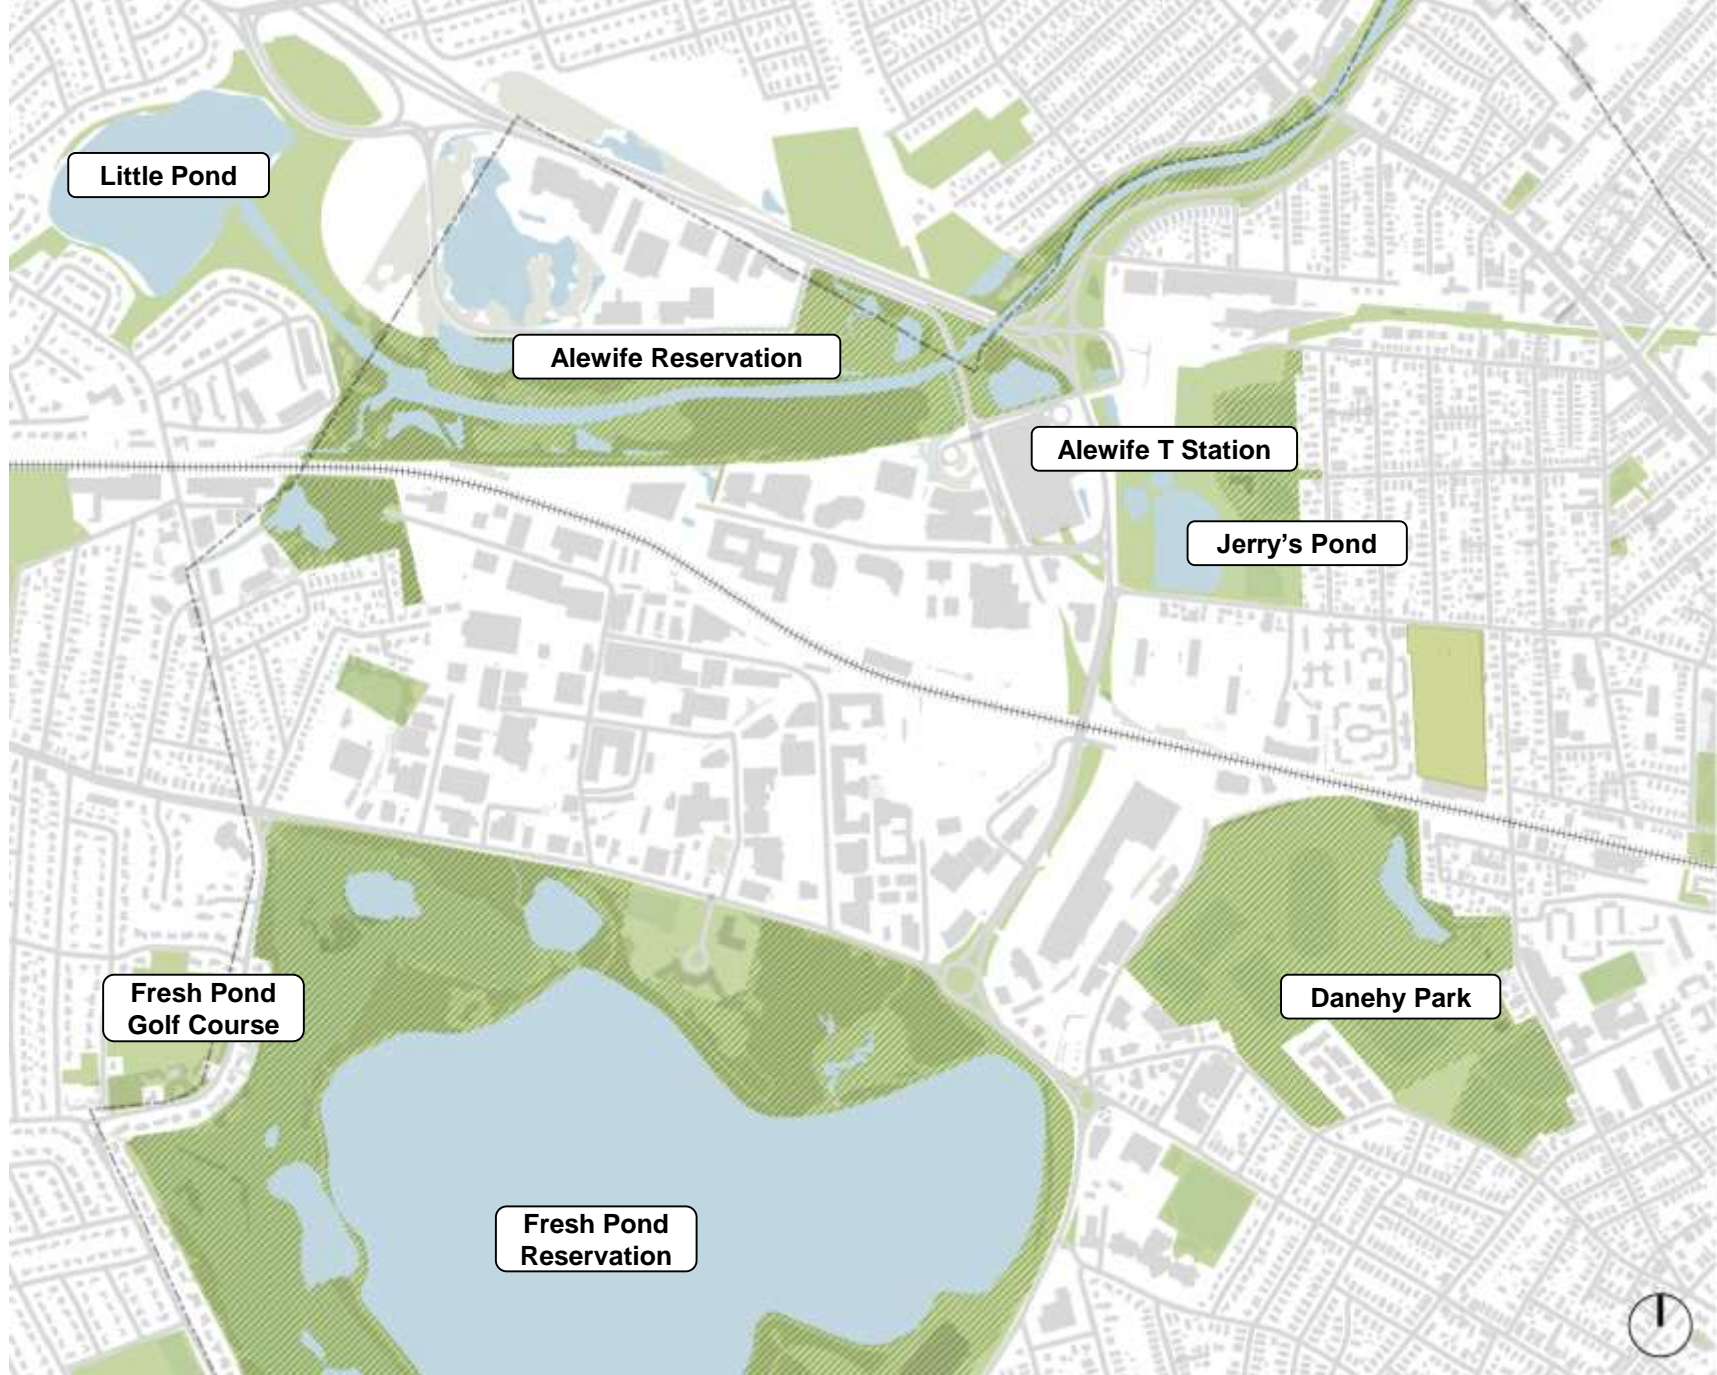 Little Pond
Alewife Reservation
Alewife T Station
Jerry’s Pond
Fresh Pond
Golf Course
Danehy Park
Fresh Pond
Reservation